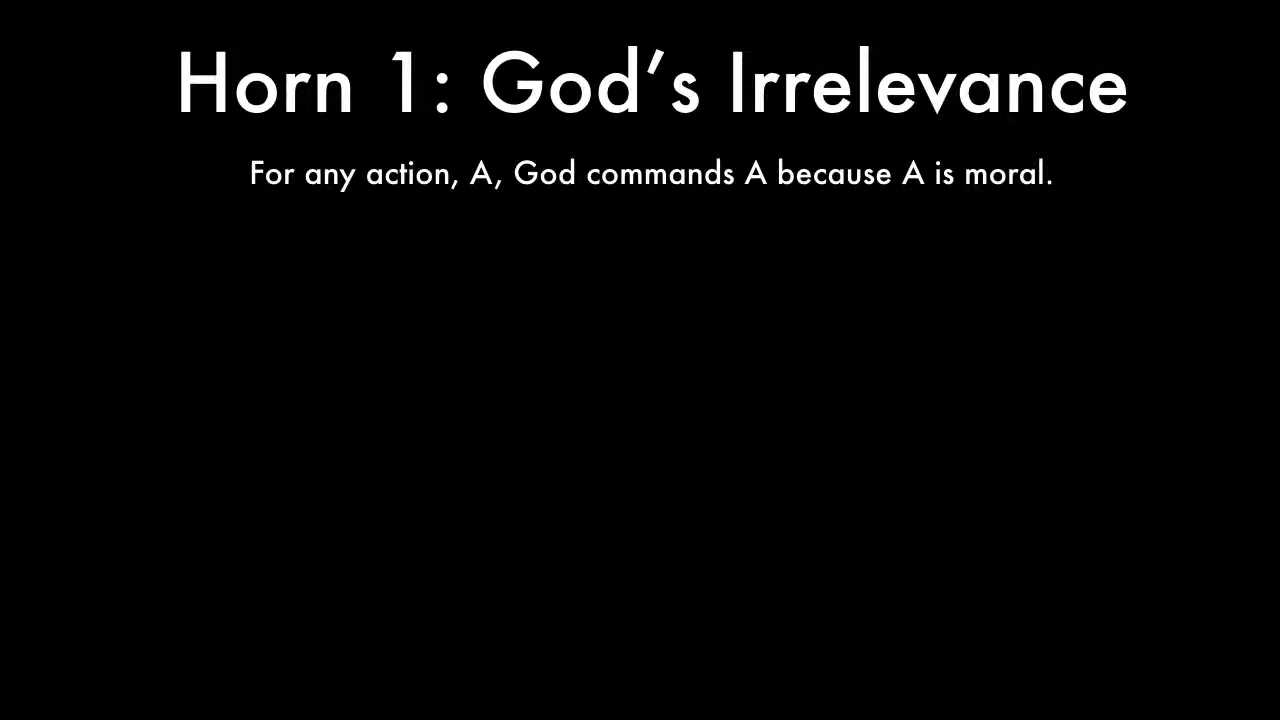 Horn 1: God’s Irrelevance
For any action, A, God commands A because A is moral.